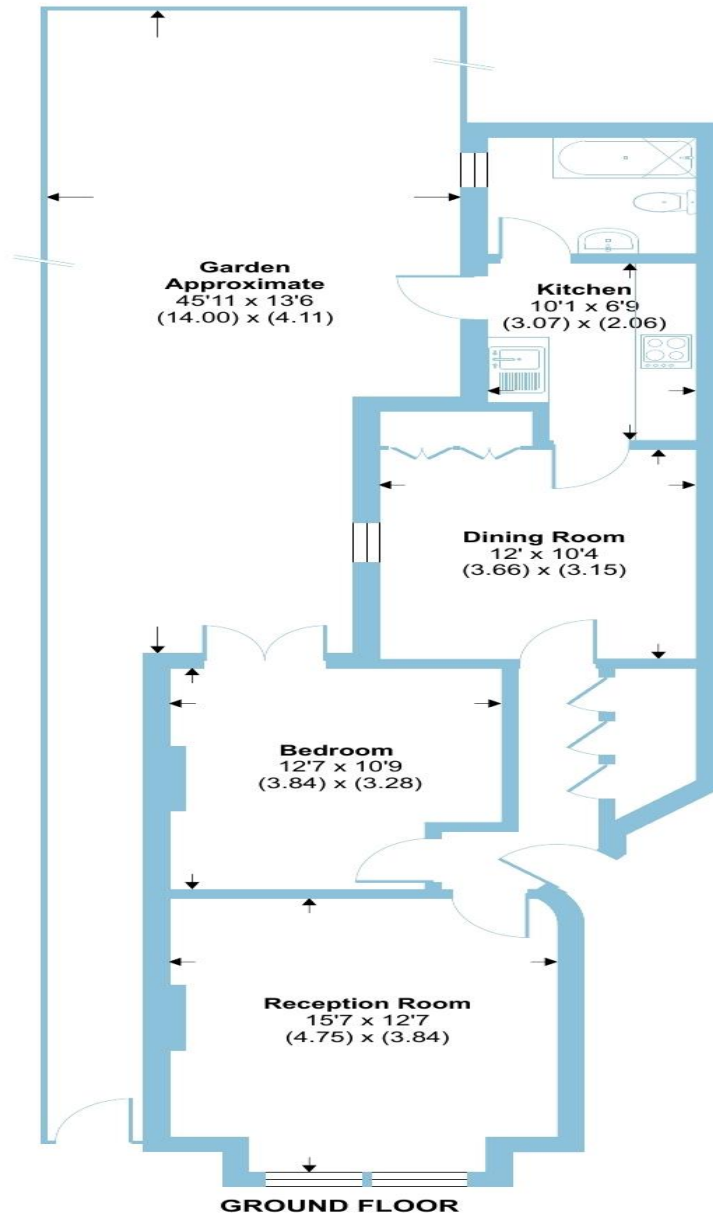 Garden
Approximate
45'11 x 13'6
(14.00) x (4.11)
Kitchen
10'1 x 6'9
(3.07) x (2.06)
Dining Room
12' x 10'4
(3.66) x (3.15)
Bedroom
12'7 x 10'9
(3.84) x (3.28)
Reception Room
15'7 x 12'7
(4.75) x (3.84)
GROUND FLOOR